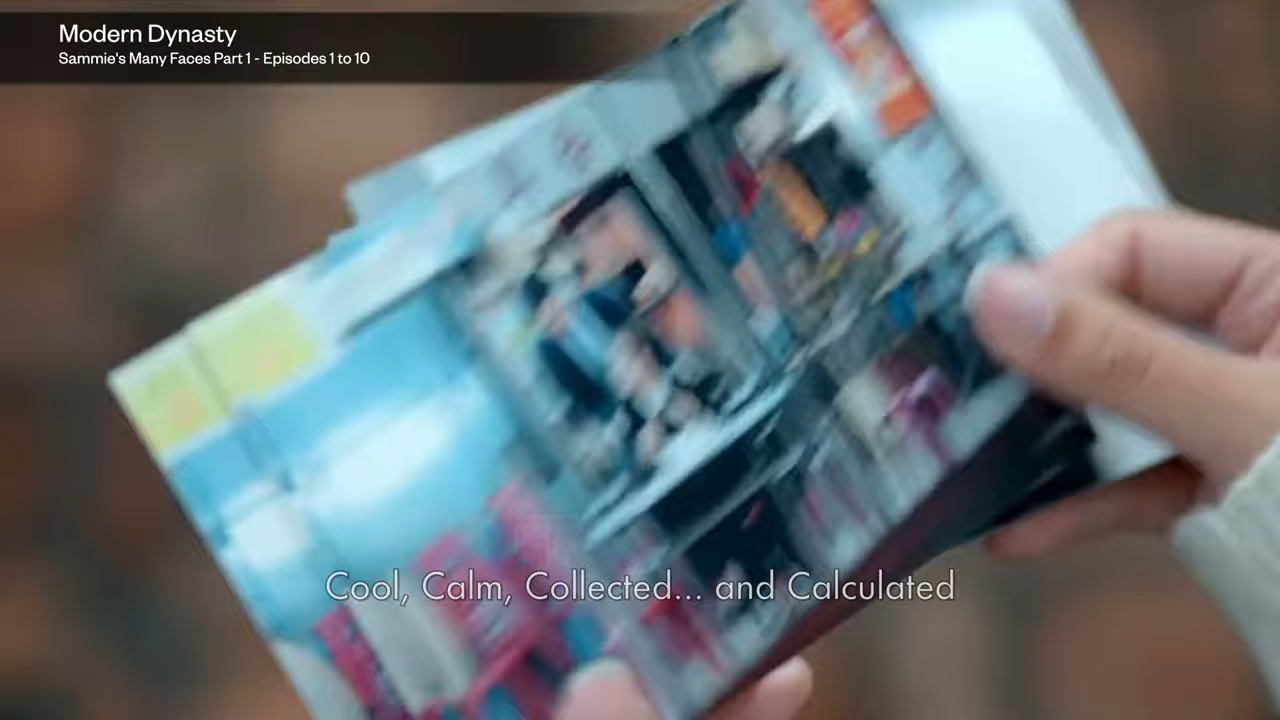 Modern Dynasty
Sammie's Many Faces Part 1 - Episodes 1 to 10
Cool, Calm, Collected... and Calculated